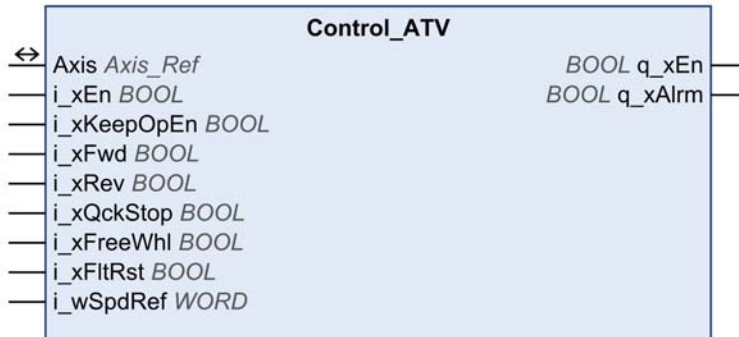 Control_ATV
Axis Axis_Ref BOOL q_xEn
i_xEn BOOL BOOL q_xAlrm
i_xKeepOpEn BOOL
i_xFwd BOOL
i_xRev BOOL
i_xQckStop BOOL
i_xFreeWhl BOOL
i_xFltRst BOOL
i_wSpdRef WORD